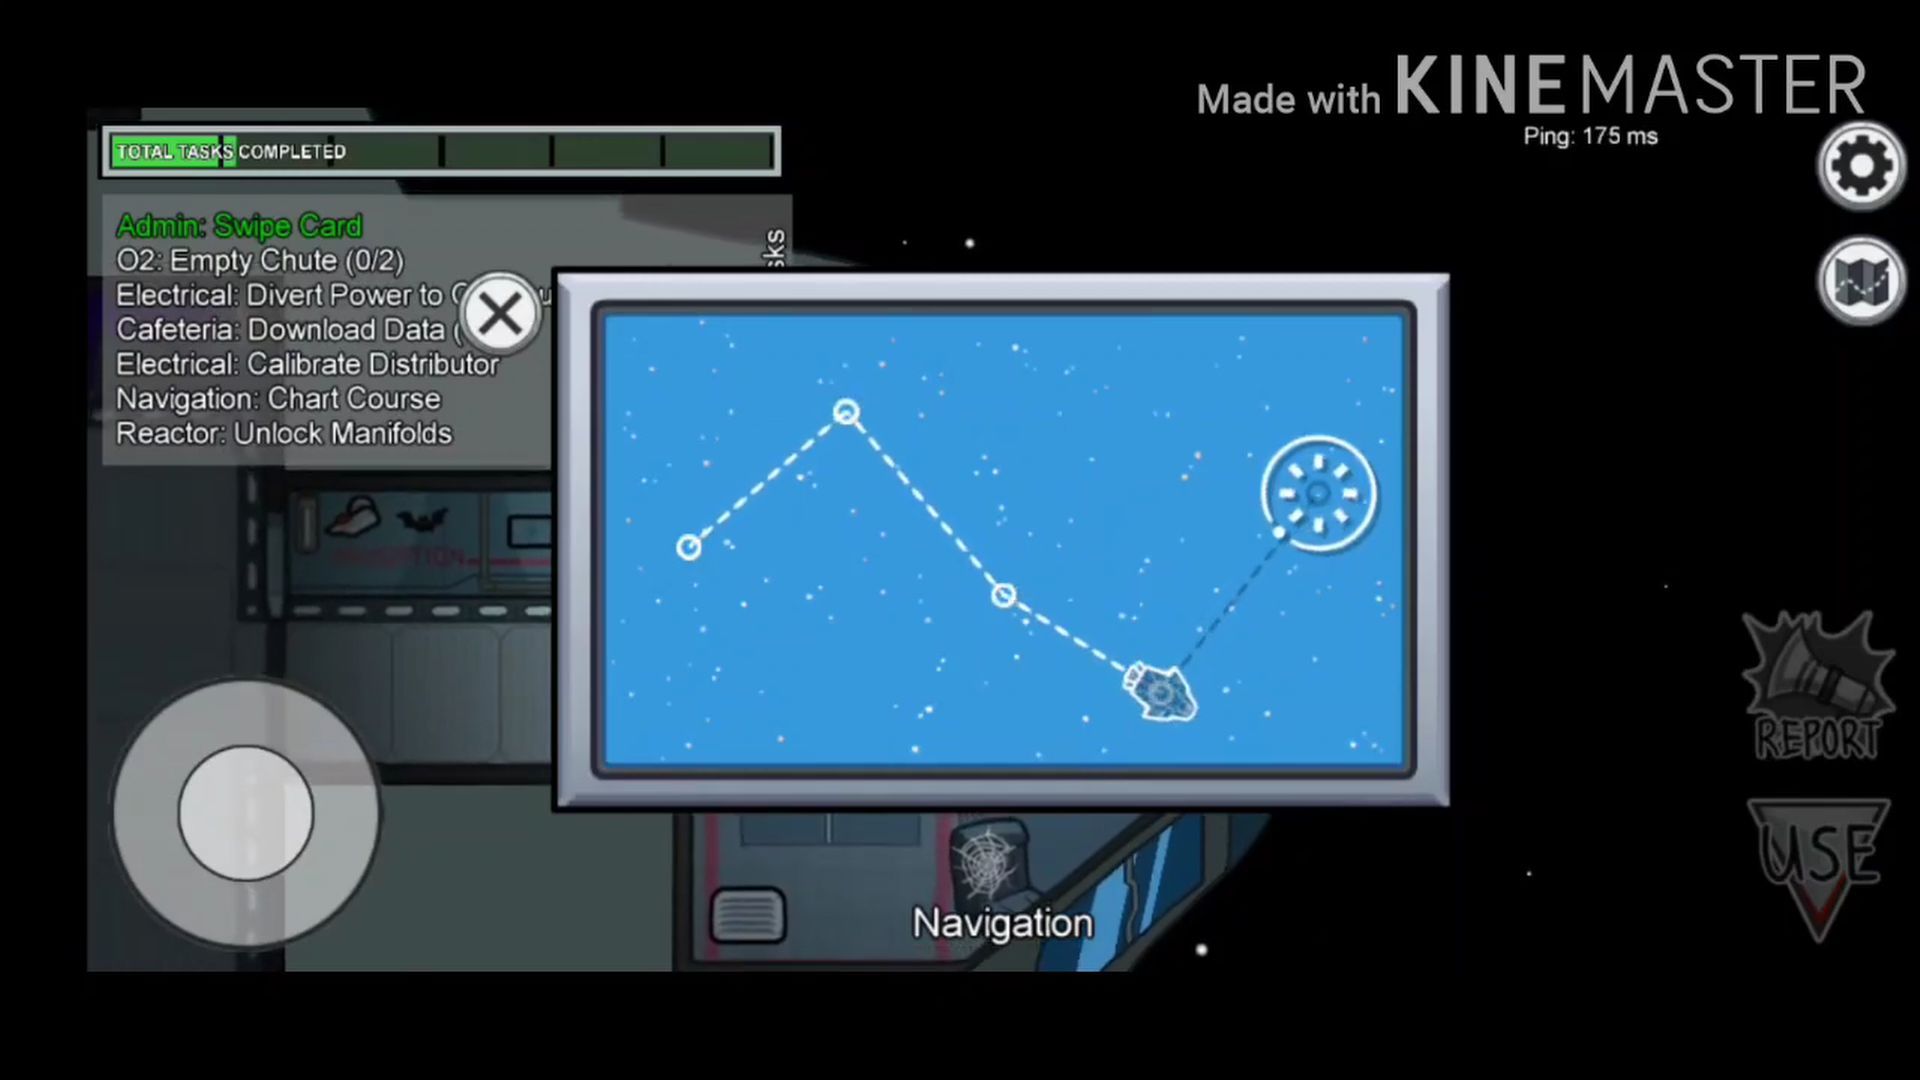 Made with KINEMASTER
Ping: 175 ms
TOTAL TASKS COMPLETED
Admin: Swipe Card
O2: Empty Chute (0/2)
Electrical: Divert Power to
Cafeteria: Download Data (
Electrical: Calibrate Distributor
Navigation: Chart Course
Reactor: Unlock Manifolds
REPORT
USE
Navigation